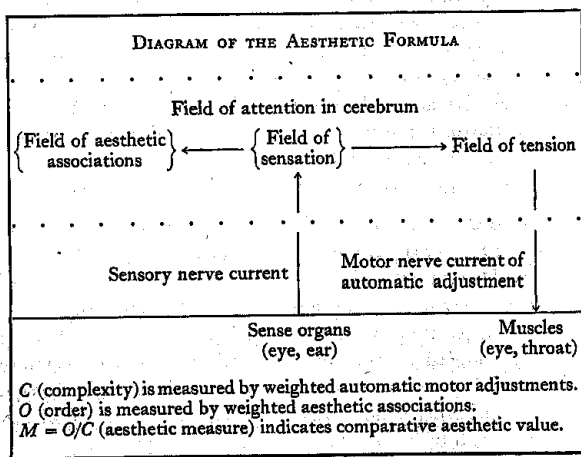 DIAGRAM OF THE AESTHETIC FORMULA
Field of attention in cerebrum
{Field of aesthetic associations} {Field of sensation} Field of tension
Sensory nerve current
Motor nerve current of automatic adjustment
Sense organs (eye, ear)
Muscles (eye, throat)
C (complexity) is measured by weighted automatic motor adjustments.
O (order) is measured by weighted aesthetic associations.
M = O/C (aesthetic measure) indicates comparative aesthetic value.